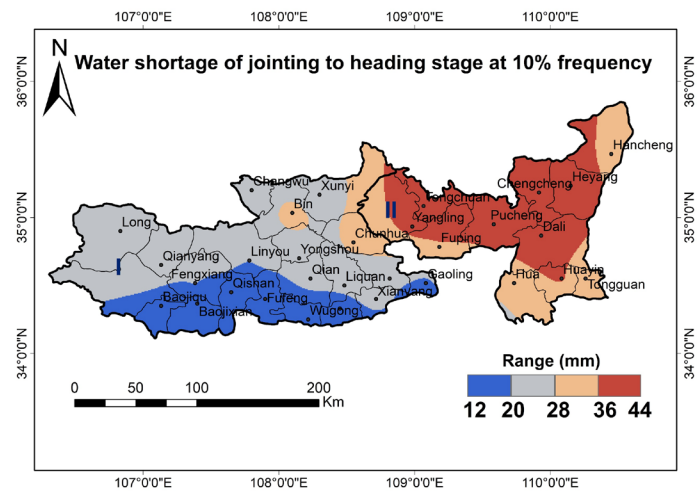 107°0'0"E 108°0'0"E 109°0'0"E 110°0'0"E
N
Water shortage of jointing to heading stage at 10% frequency
36°0'0"N
36°0'0"N
Hancheng
Changwu
Xunyi
Chengcheng
Heyang
Bin
Tongchuan
II
Long
Yangling
Pucheng
Dali
35°0'0"N
35°0'0"N
Chunhua
Fuping
Qianyang
Linyou
Yongshou
I
Fengxiang
Qian
Liquan
Gaoling
Hua
Huayin
Tongguan
Qishan
Baojiqu
Fufeng
Xianyang
Baojixian
Wugong
34°0'0"N
34°0'0"N
Range (mm)
12 20 28 36 44
0 50 100 200
Km
107°0'0"E 108°0'0"E 109°0'0"E 110°0'0"E